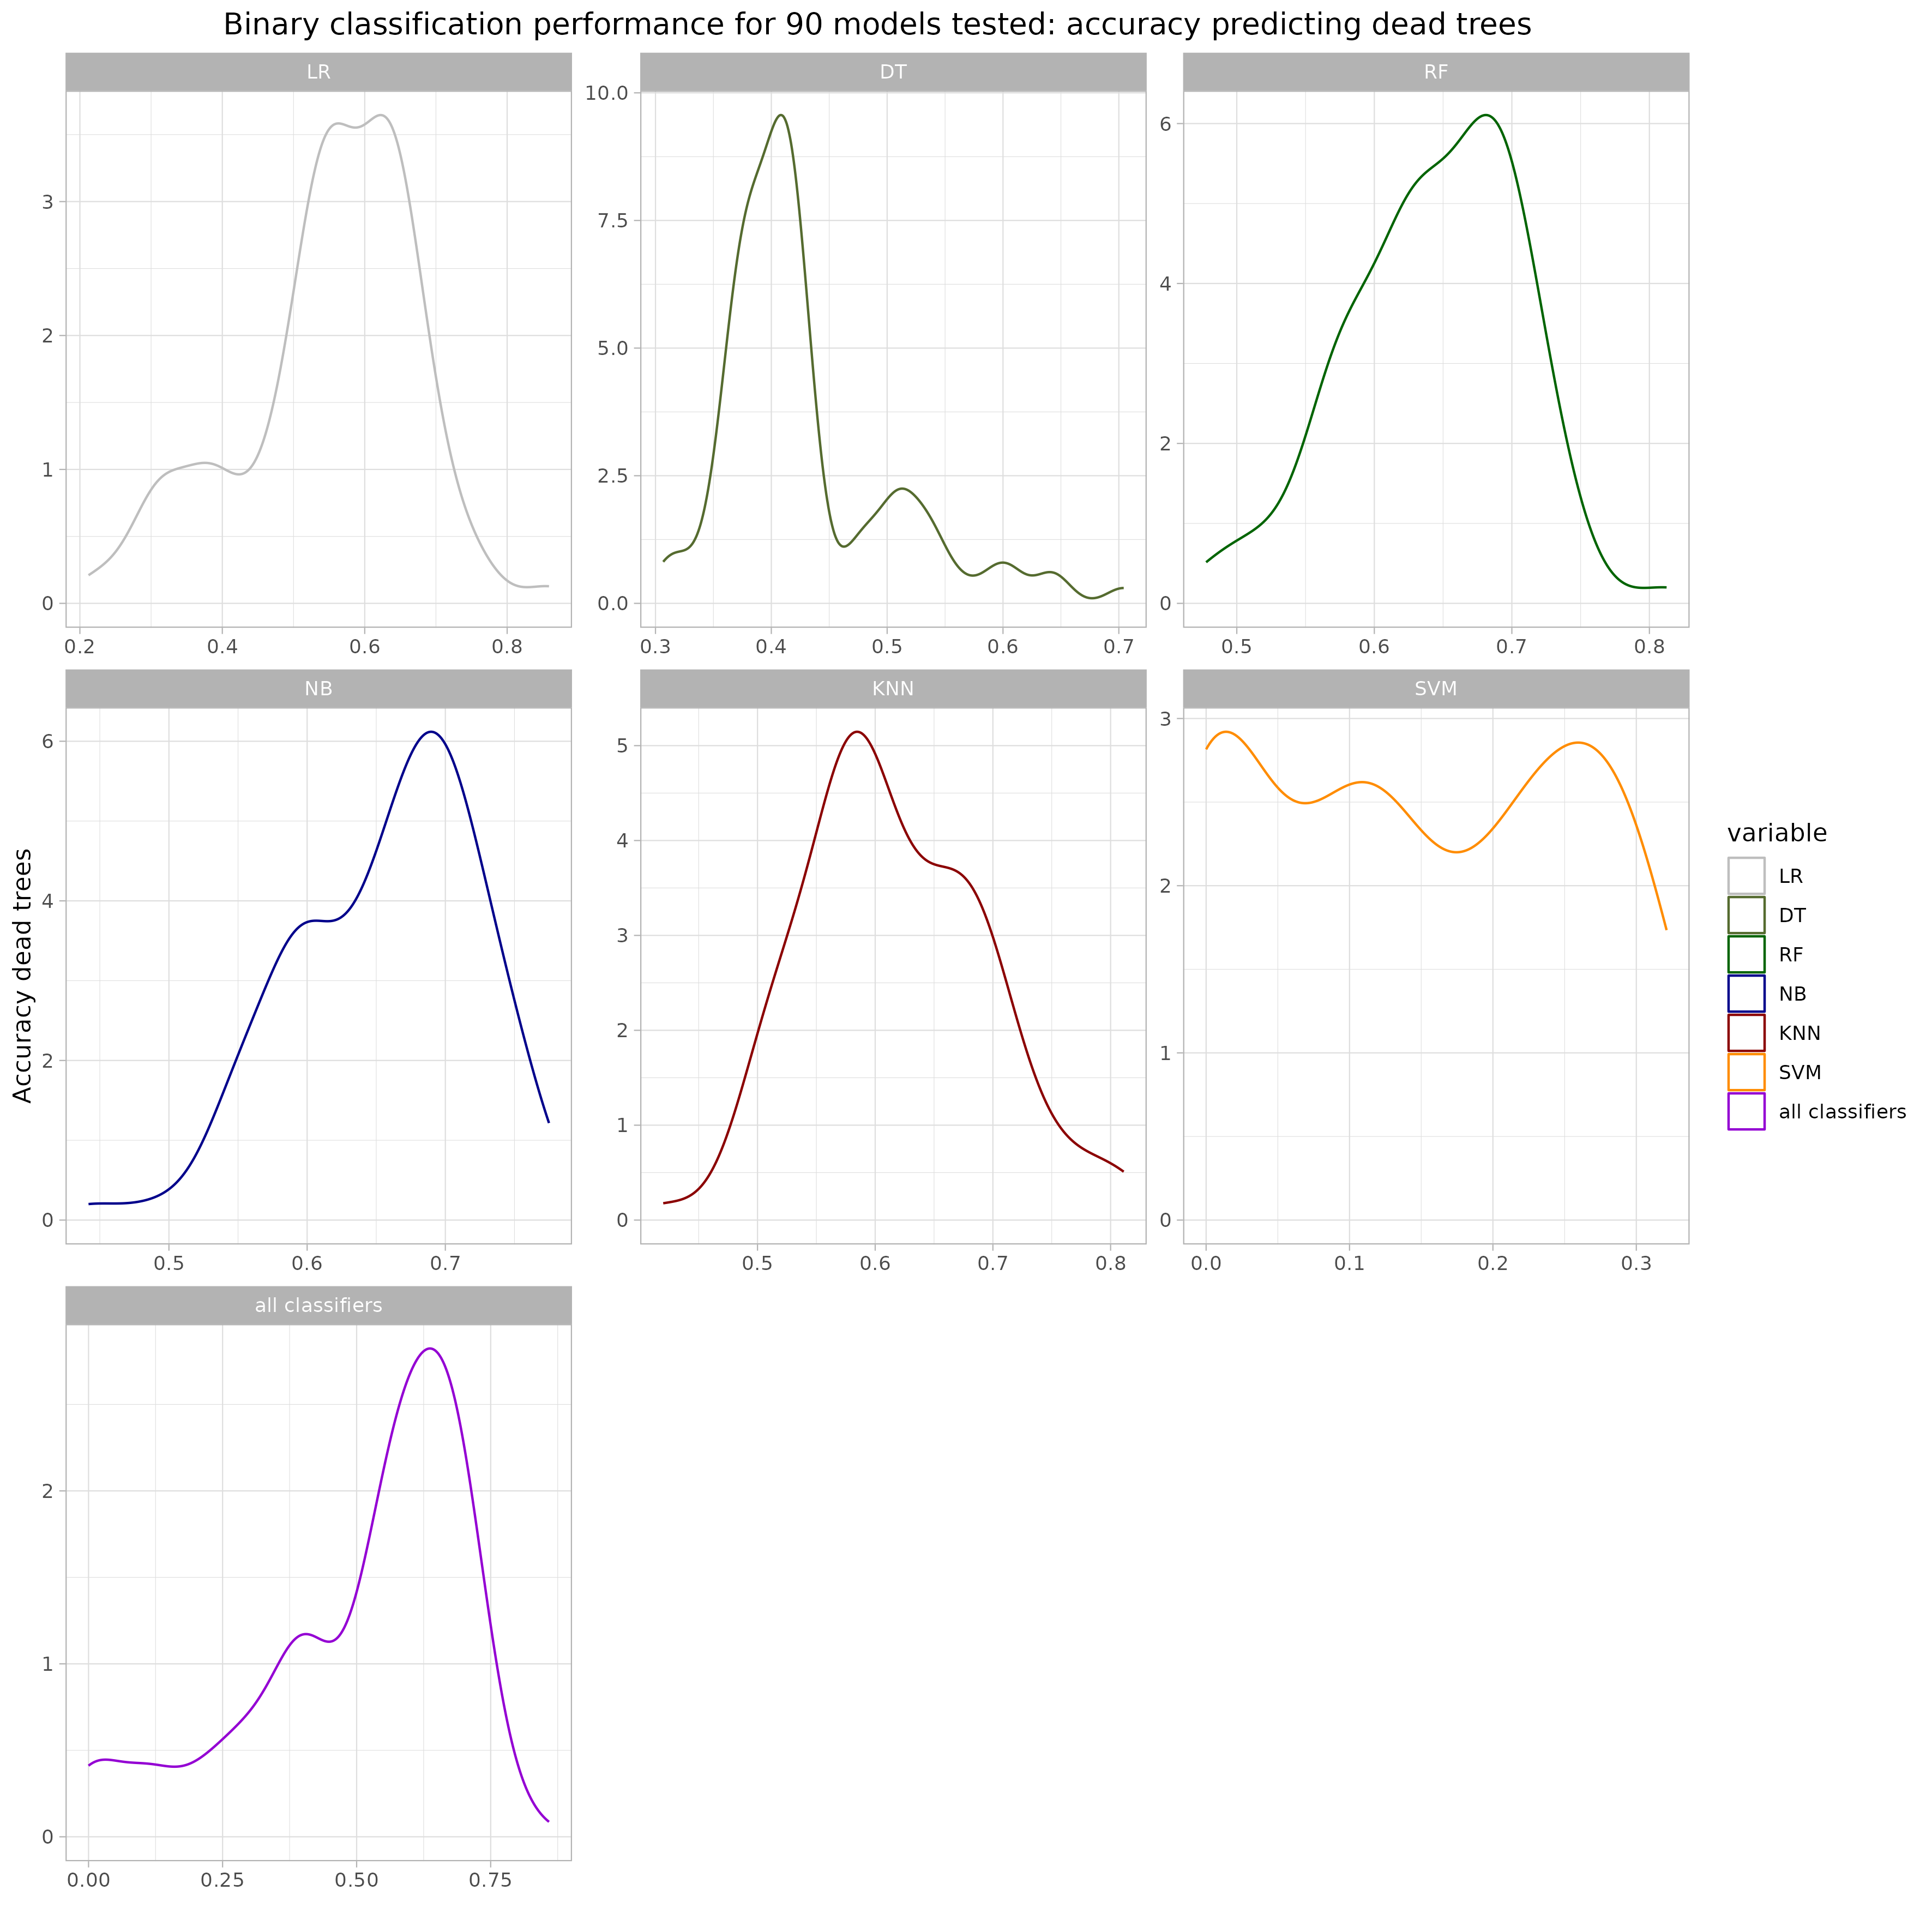 Binary classification performance for 90 models tested: accuracy predicting dead trees
LR
DT
RF
3
2
1
0
0.2 0.4 0.6 0.8
10.0
7.5
5.0
2.5
0.0
0.3 0.4 0.5 0.6 0.7
6
4
2
0
0.5 0.6 0.7 0.8
NB
KNN
SVM
6
4
2
0
0.5 0.6 0.7
5
4
3
2
1
0
0.5 0.6 0.7 0.8
3
2
1
0
0.0 0.1 0.2 0.3
all classifiers
2
1
0
0.00 0.25 0.50 0.75
Accuracy dead trees
variable
LR
DT
RF
NB
KNN
SVM
all classifiers